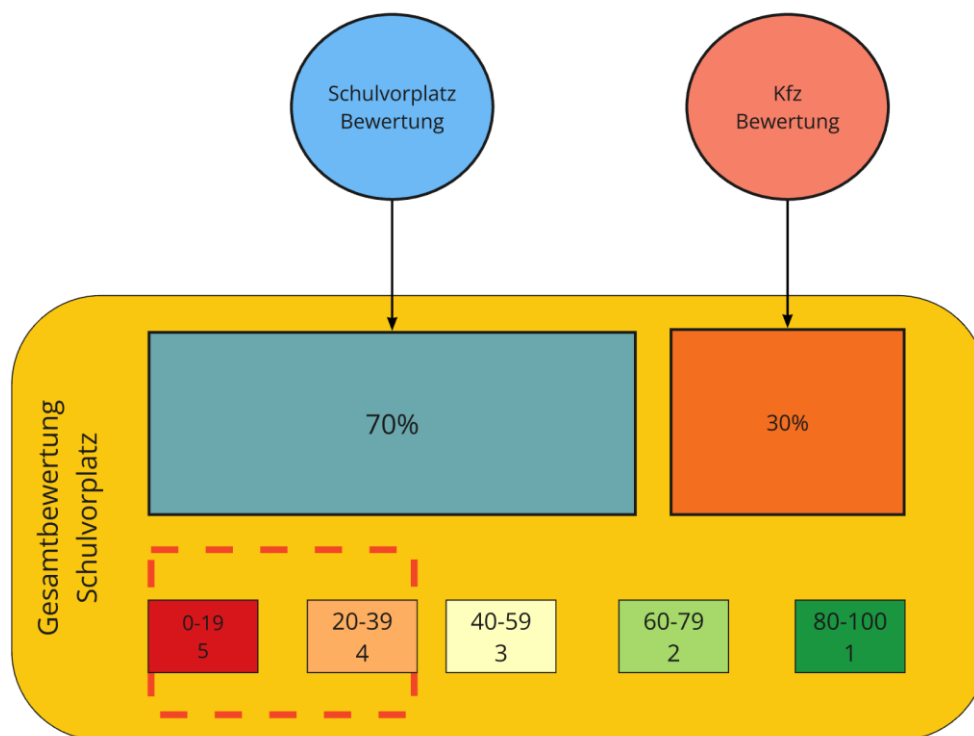 Schulvorplatz
Bewertung
Kfz
Bewertung
Gesamtbewertung
Schulvorplatz
70%
30%
0-19
5
20-39
4
40-59
3
60-79
2
80-100
1